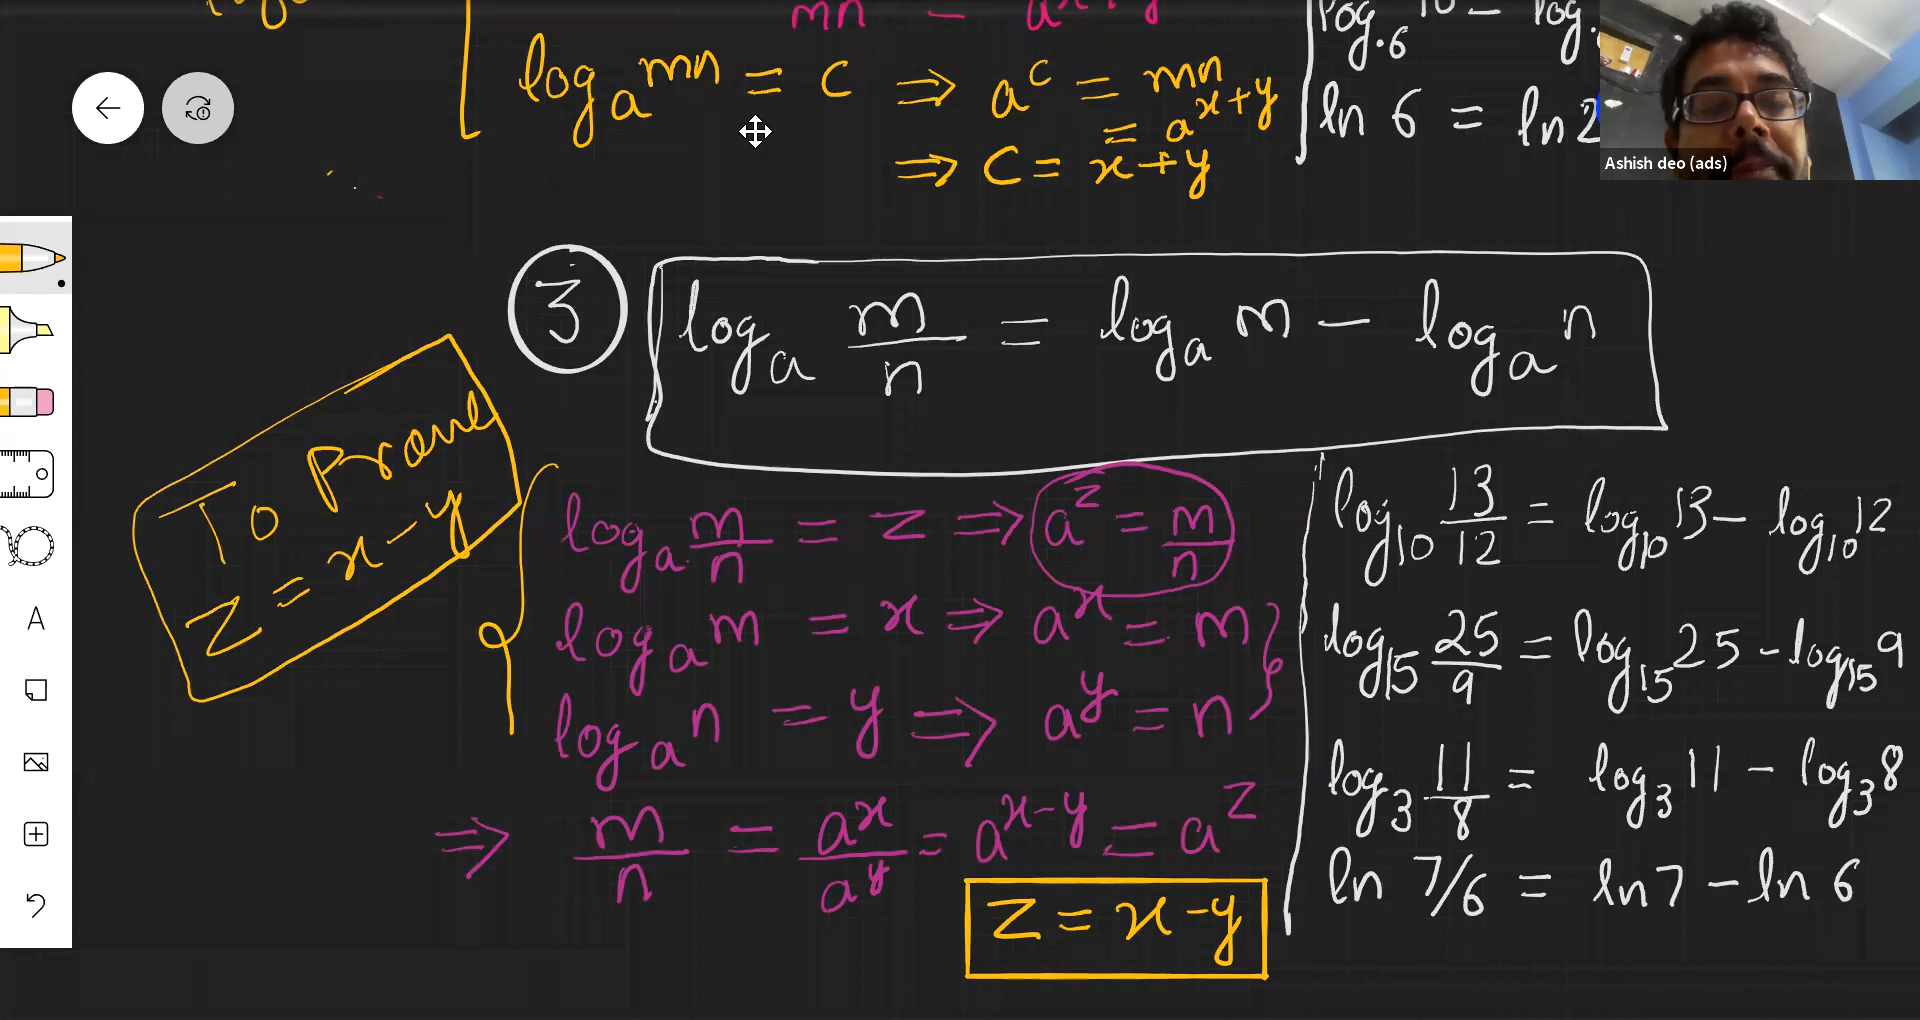 mn = a^x+y
log_a mn = c ⇒ a^c = mn
= a^x+y
⇒ c = x+y
ln 6 = ln 2
Ashish deo (ads)
③ log_a m/n = log_a m − log_a n
To Prove
Z = x − y
log_a m/n = z ⇒ a^z = m/n
log_a m = x ⇒ a^x = m
log_a n = y ⇒ a^y = n
⇒ m/n = a^x/a^y = a^x−y = a^z
Z = x − y
log_10 13/12 = log_10 13 − log_10 12
log_15 25/9 = log_15 25 − log_15 9
log_3 11/8 = log_3 11 − log_3 8
ln 7/6 = ln 7 − ln 6
A